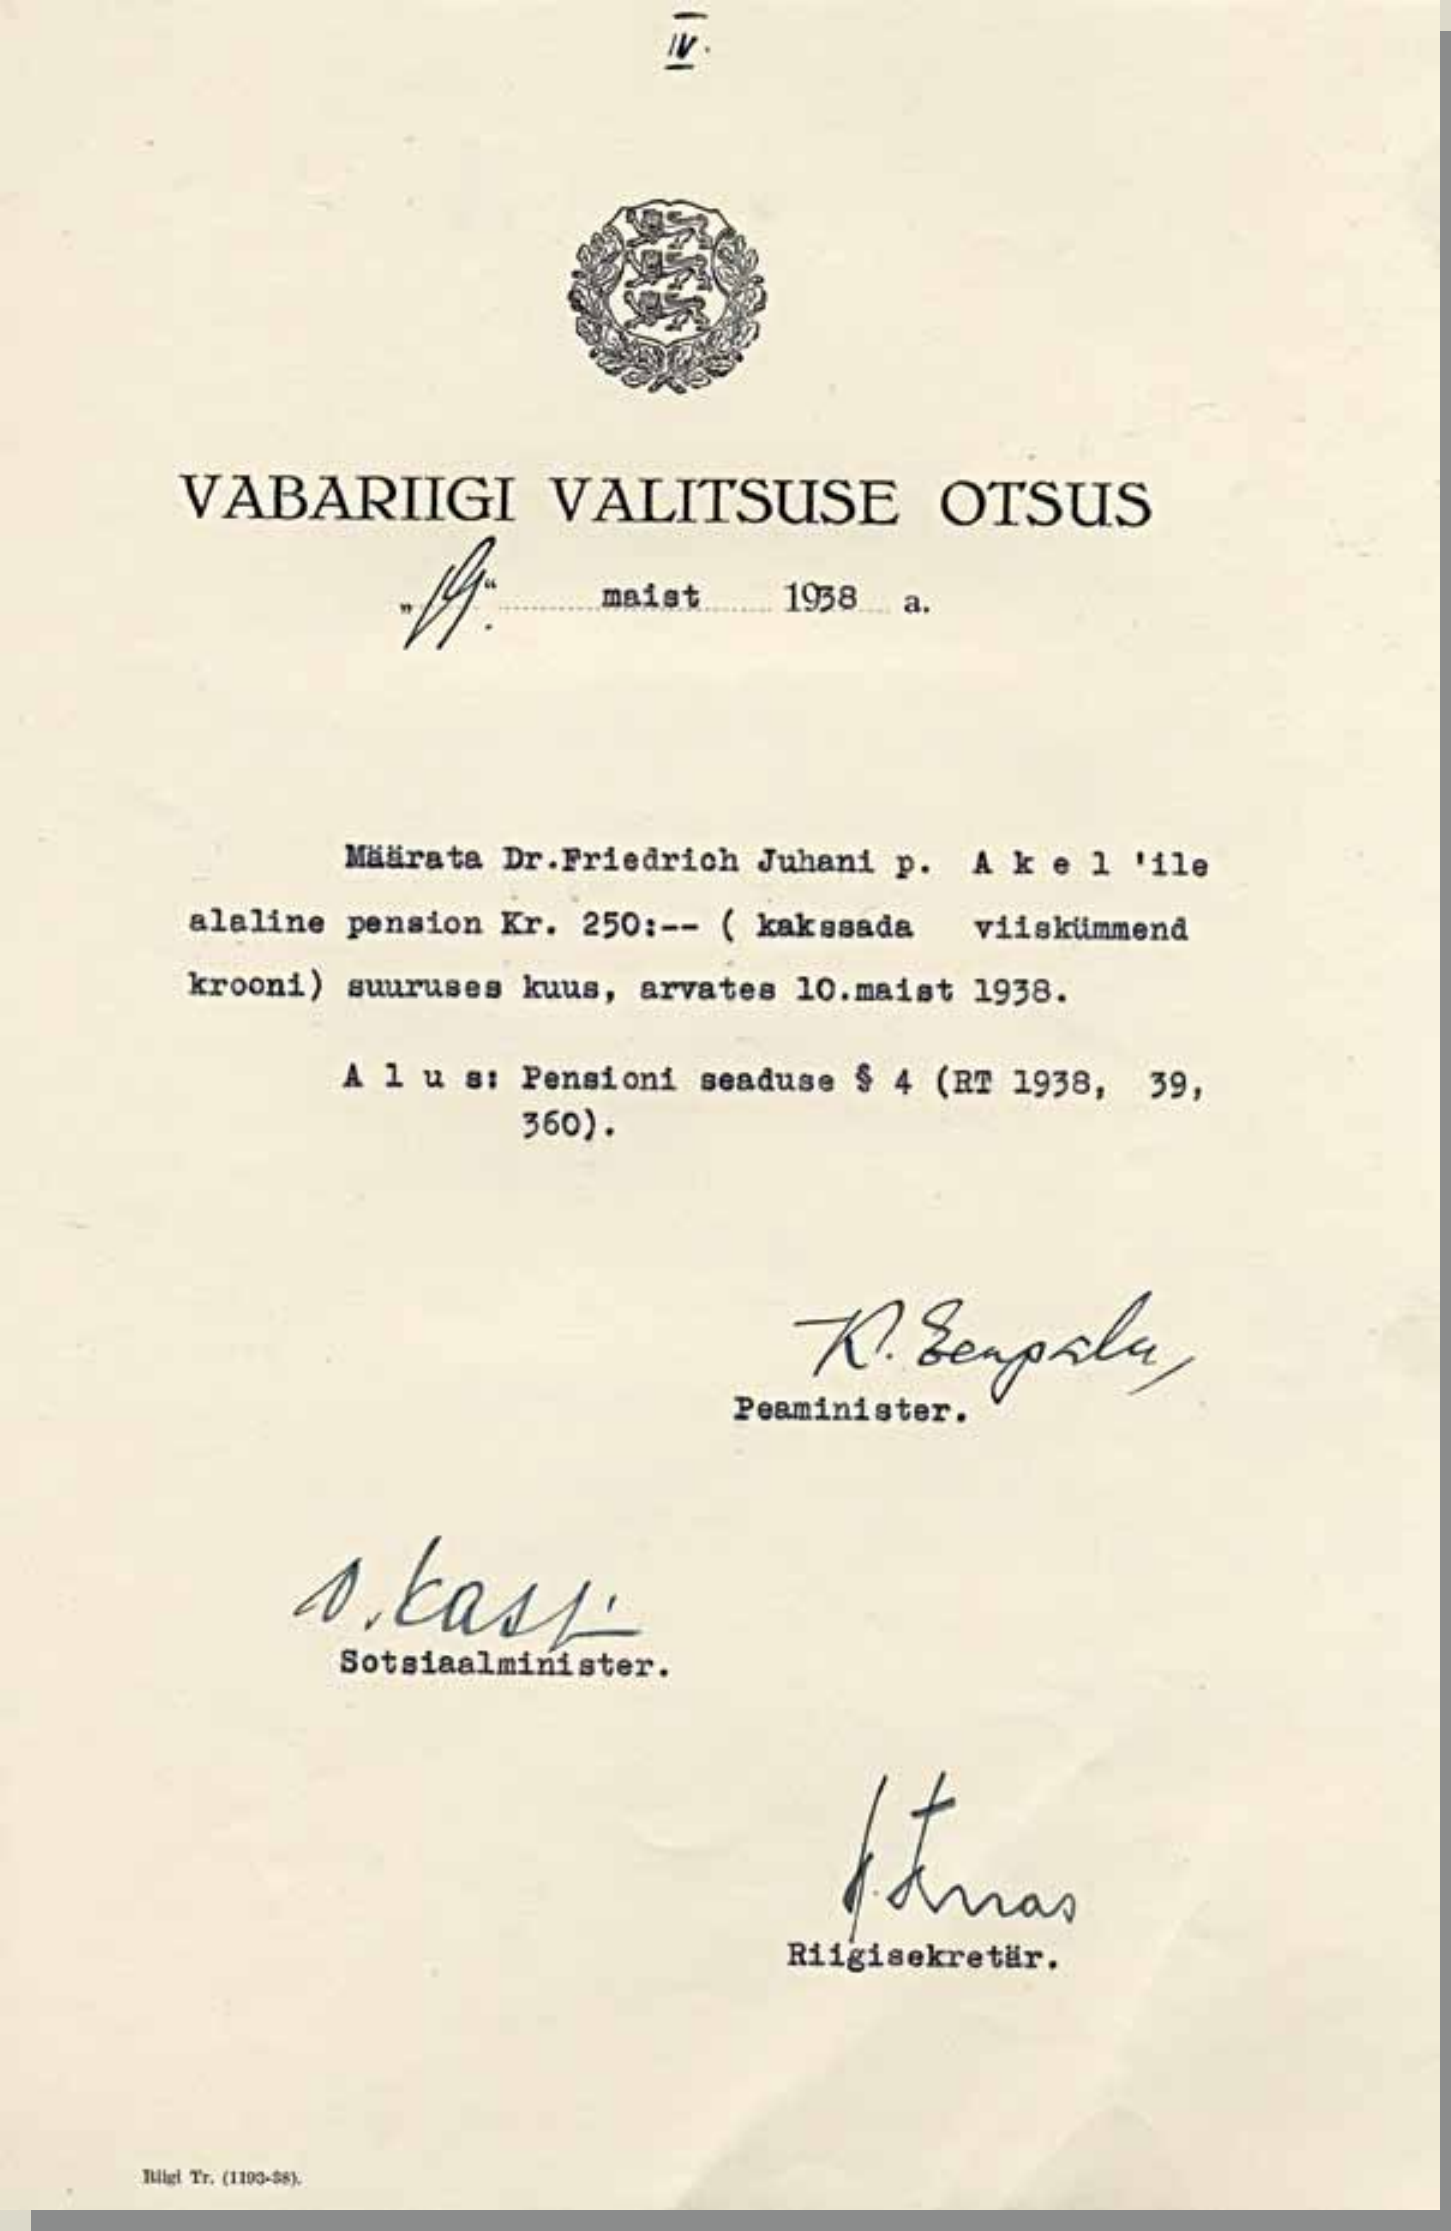 IV.
VABARIIGI VALITSUSE OTSUS
maist 1938 a.
Määrata Dr.Friedrich Juhani p. A k e l 'ile
alaline pension Kr. 250:-- ( kakssada viiskümmend
krooni) suuruses kuus, arvates 10.maist 1938.
A l u s: Pensioni seaduse § 4 (RT 1938, 39,
360).
K. Eenpalu,
Peaminister.
O. Kask
Sotsiaalminister.
Riigisekretär.
Riigi Tr. (1193-38).